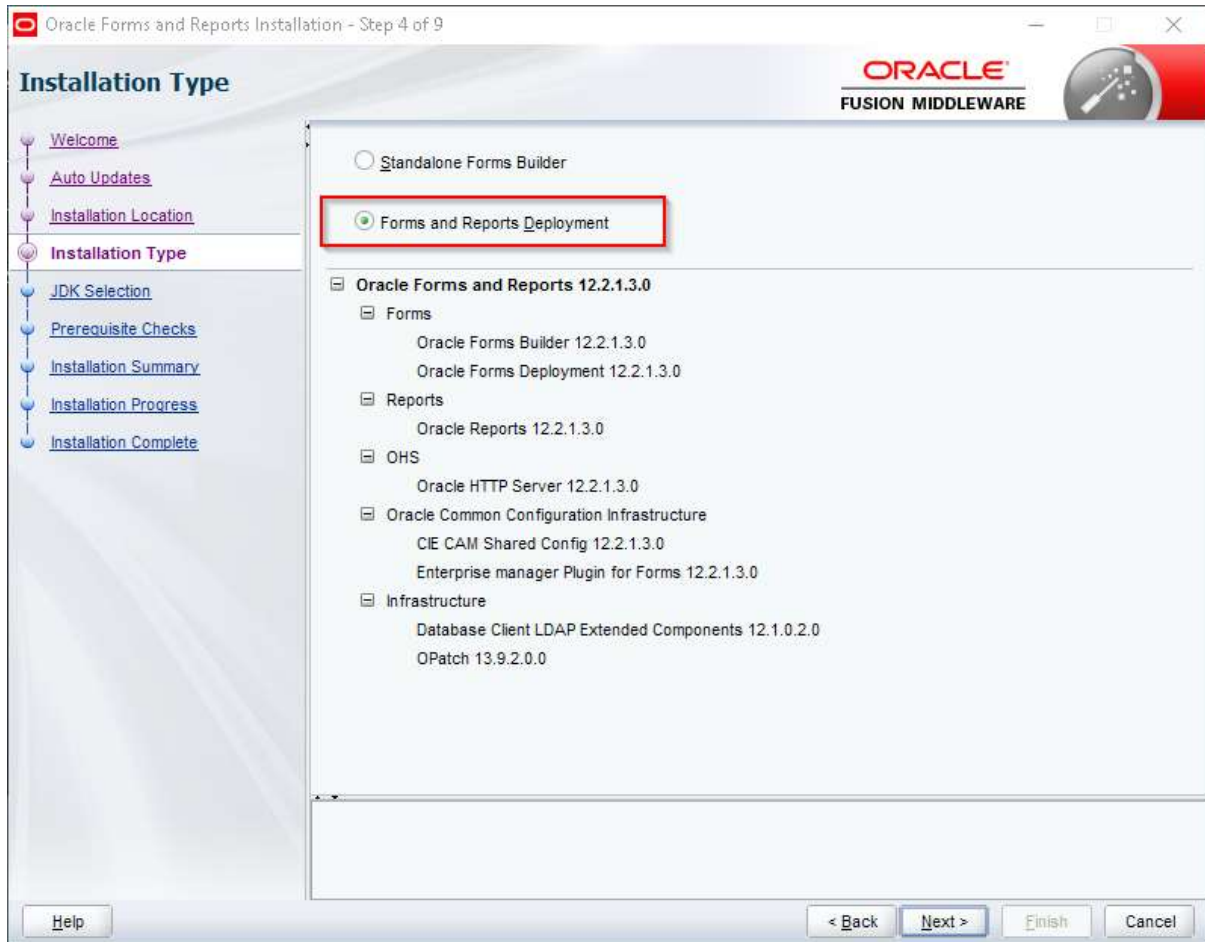 Oracle Forms and Reports Installation - Step 4 of 9
Installation Type
ORACLE
FUSION MIDDLEWARE
Welcome
Auto Updates
Installation Location
Installation Type
JDK Selection
Prerequisite Checks
Installation Summary
Installation Progress
Installation Complete
Standalone Forms Builder
Forms and Reports Deployment
Oracle Forms and Reports 12.2.1.3.0
Forms
Oracle Forms Builder 12.2.1.3.0
Oracle Forms Deployment 12.2.1.3.0
Reports
Oracle Reports 12.2.1.3.0
OHS
Oracle HTTP Server 12.2.1.3.0
Oracle Common Configuration Infrastructure
CIE CAM Shared Config 12.2.1.3.0
Enterprise manager Plugin for Forms 12.2.1.3.0
Infrastructure
Database Client LDAP Extended Components 12.1.0.2.0
OPatch 13.9.2.0.0
Help
< Back
Next >
Finish
Cancel